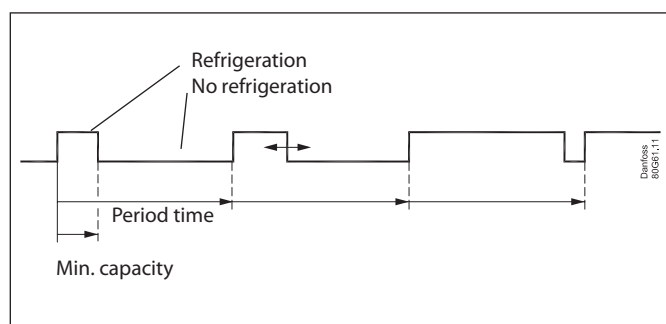 Refrigeration
No refrigeration
Period time
Min. capacity
Danfoss
80G61.11